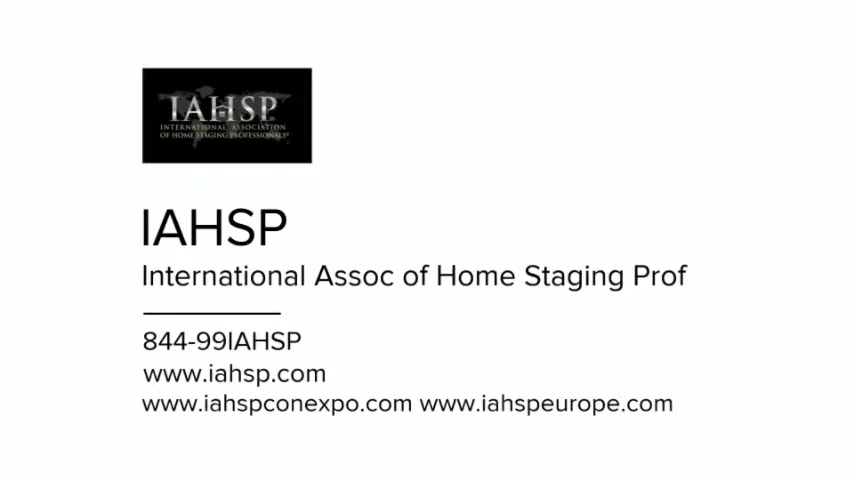 IAHSP
INTERNATIONAL ASSOCIATION
OF HOME STAGING PROFESSIONALS®
IAHSP
International Assoc of Home Staging Prof
844-99IAHSP
www.iahsp.com
www.iahspconexpo.com www.iahspeurope.com